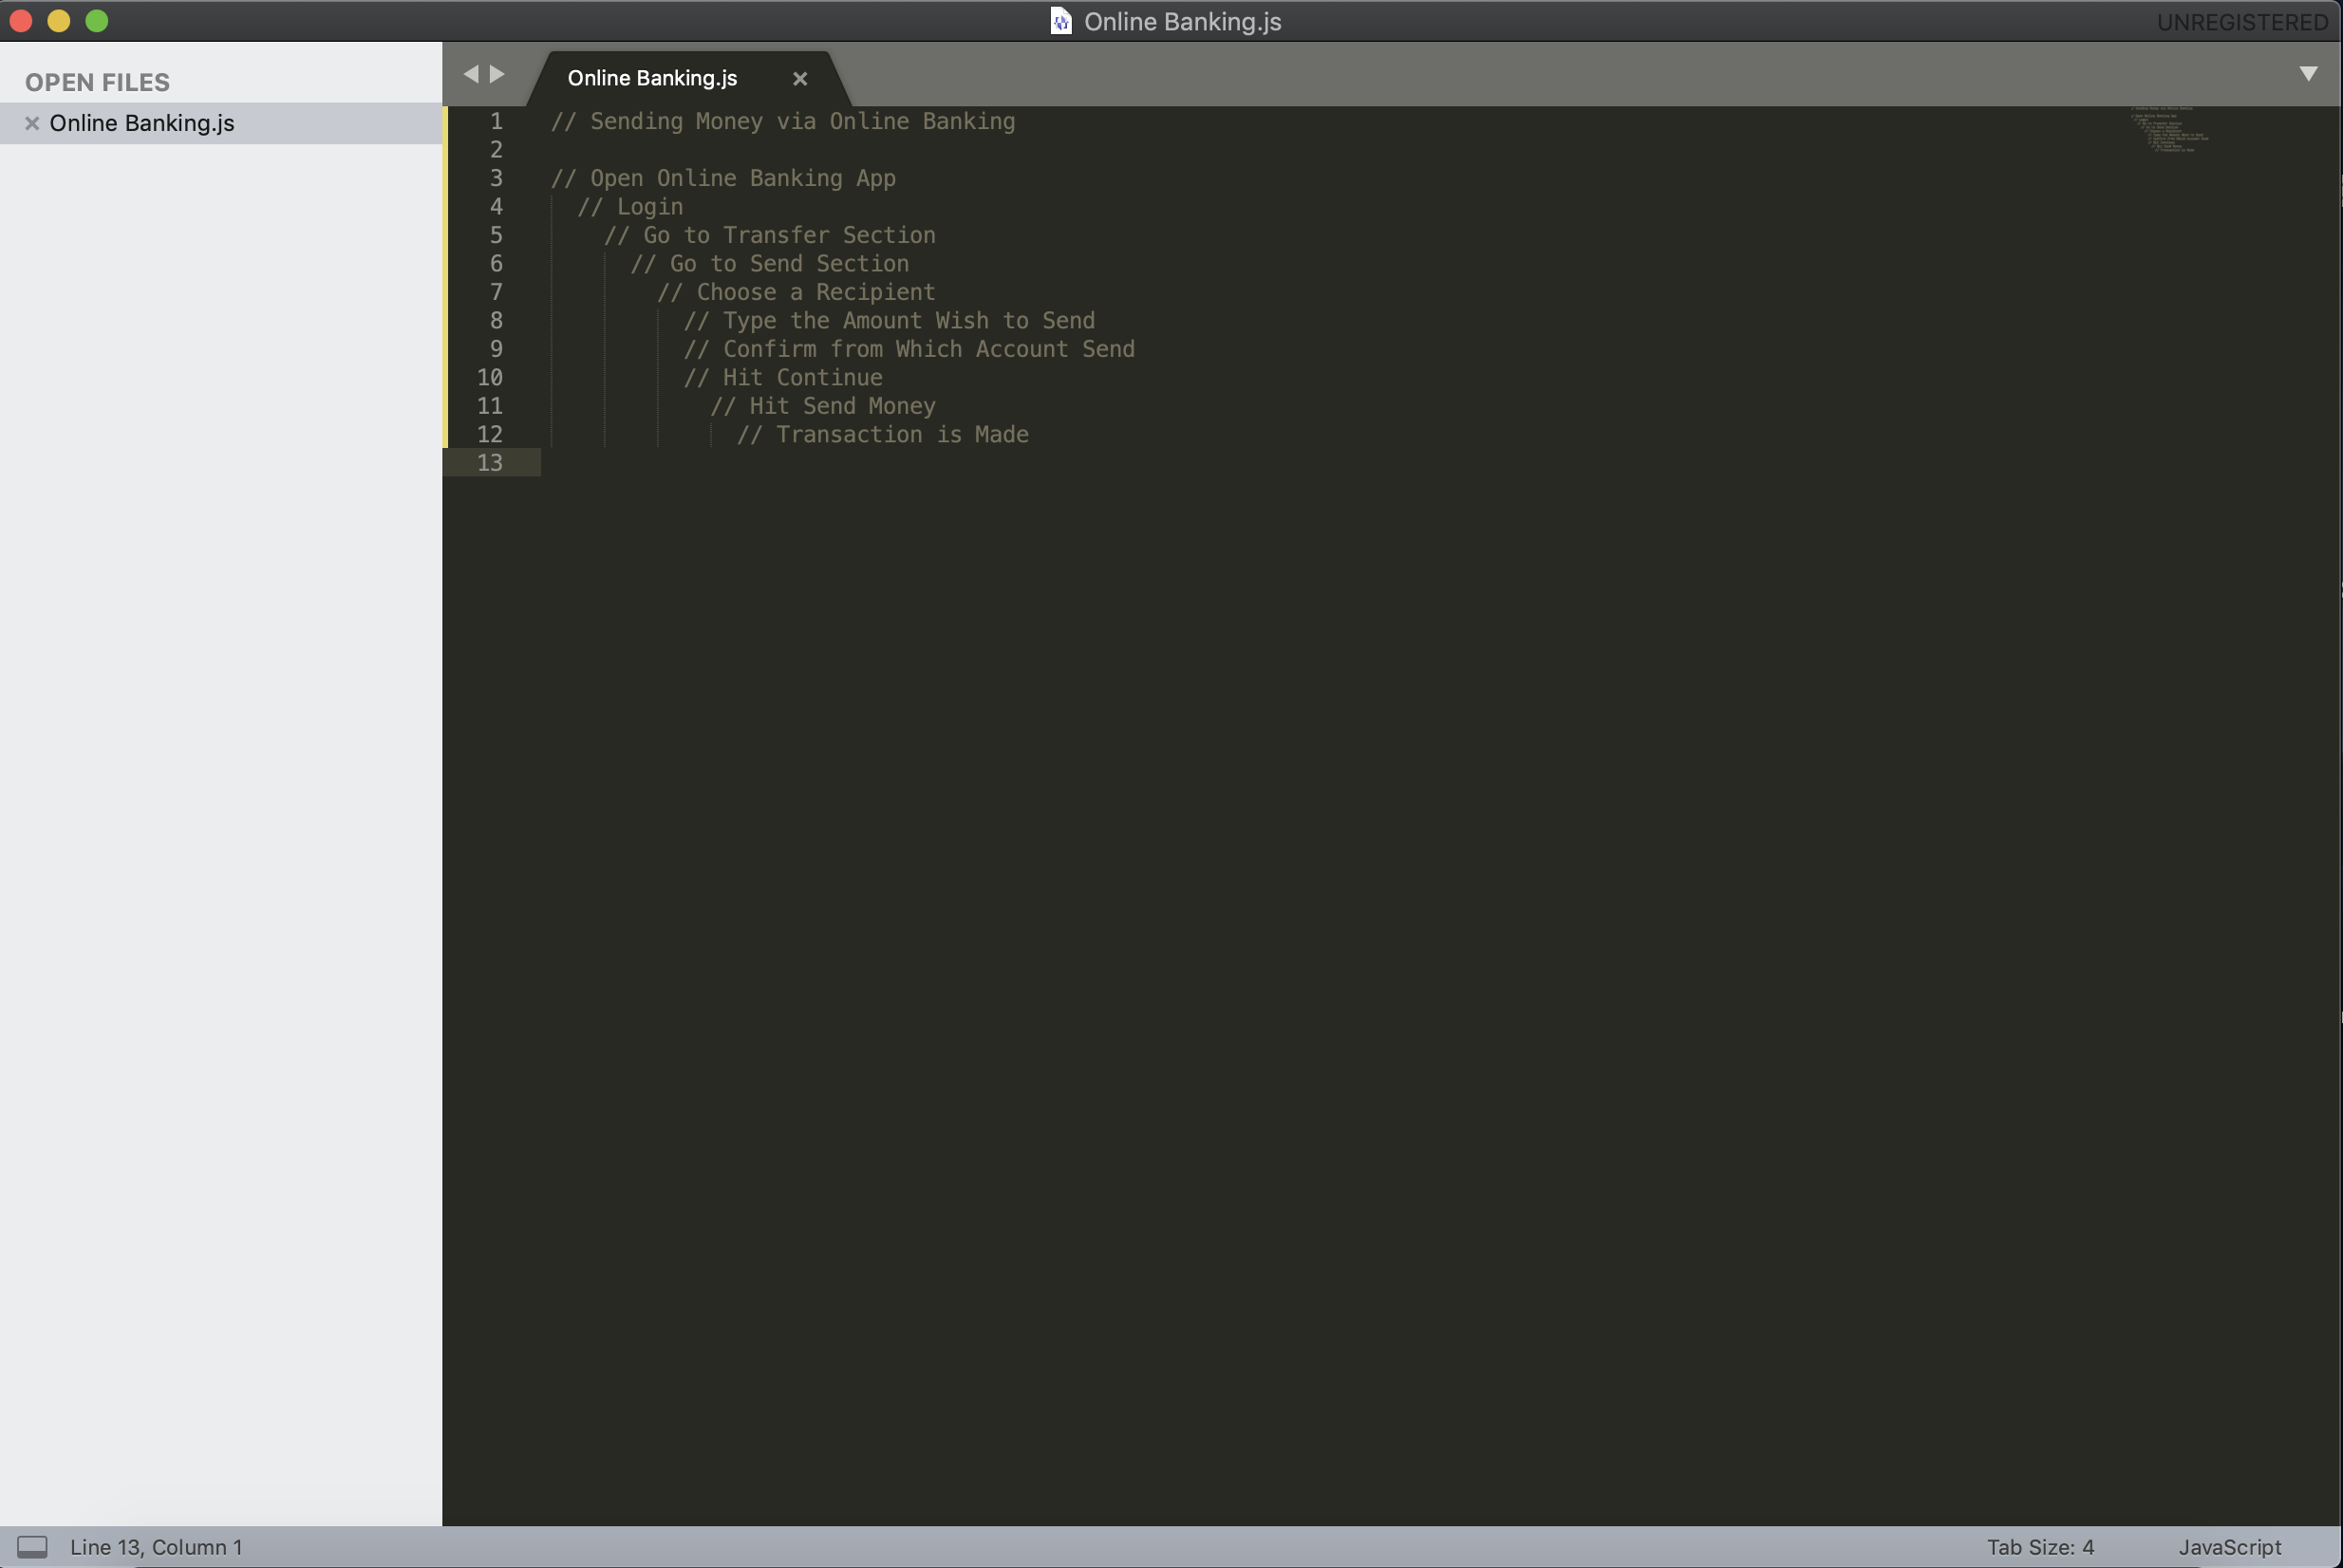 Online Banking.js
UNREGISTERED
OPEN FILES
Online Banking.js
Online Banking.js
1 // Sending Money via Online Banking
2
3 // Open Online Banking App
4 // Login
5 // Go to Transfer Section
6 // Go to Send Section
7 // Choose a Recipient
8 // Type the Amount Wish to Send
9 // Confirm from Which Account Send
10 // Hit Continue
11 // Hit Send Money
12 // Transaction is Made
13
Line 13, Column 1
Tab Size: 4
JavaScript